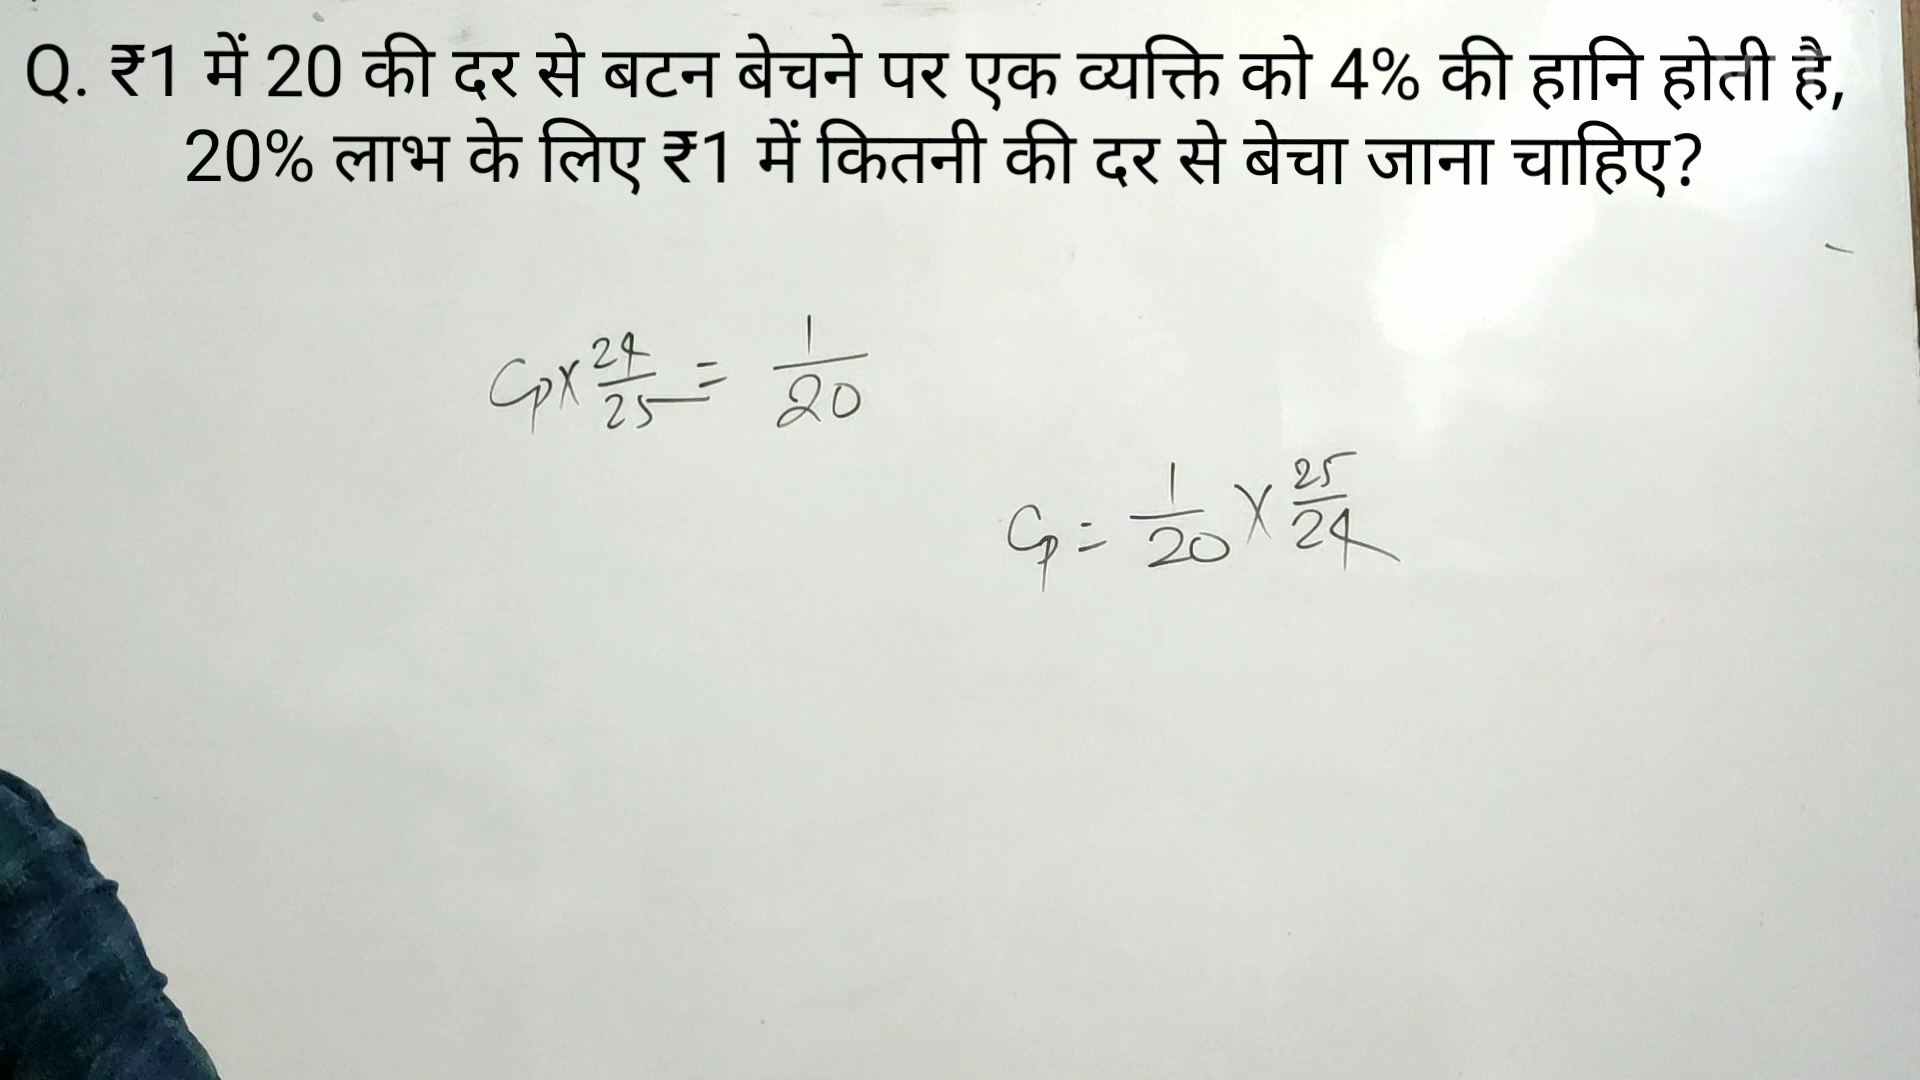 Q. ₹1 में 20 की दर से बटन बेचने पर एक व्यक्ति को 4% की हानि होती है,
20% लाभ के लिए ₹1 में कितनी की दर से बेचा जाना चाहिए?
CP × 24/25 = 1/20
CP = 1/20 × 25/24